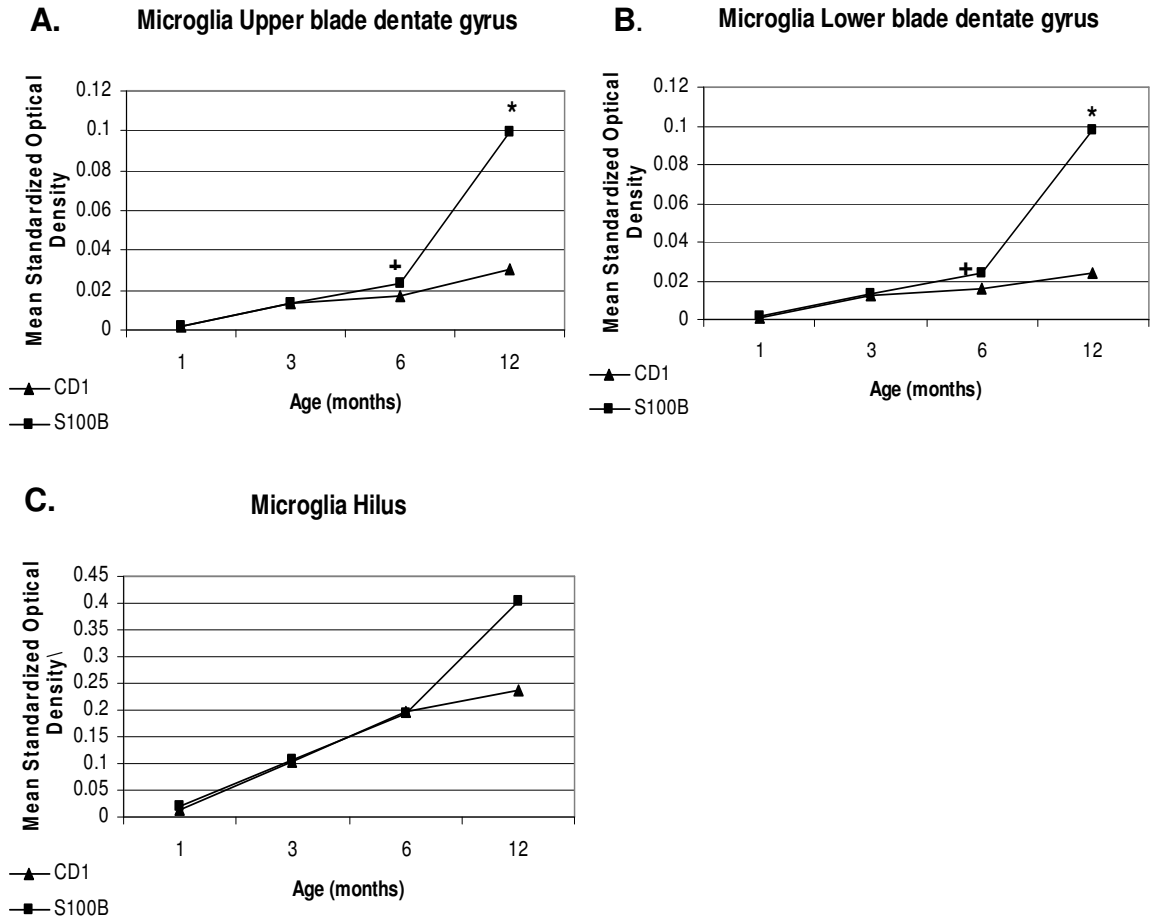 A.
Microglia Upper blade dentate gyrus
Mean Standardized Optical
Density
0.12
0.1
0.08
0.06
0.04
0.02
0
*
+
1 3 6 12
Age (months)
CD1
S100B
B.
Microglia Lower blade dentate gyrus
Mean Standardized Optical
Density
0.12
0.1
0.08
0.06
0.04
0.02
0
*
+
1 3 6 12
Age (months)
CD1
S100B
C.
Microglia Hilus
Mean Standardized Optical
Density\
0.45
0.4
0.35
0.3
0.25
0.2
0.15
0.1
0.05
0
1 3 6 12
Age (months)
CD1
S100B